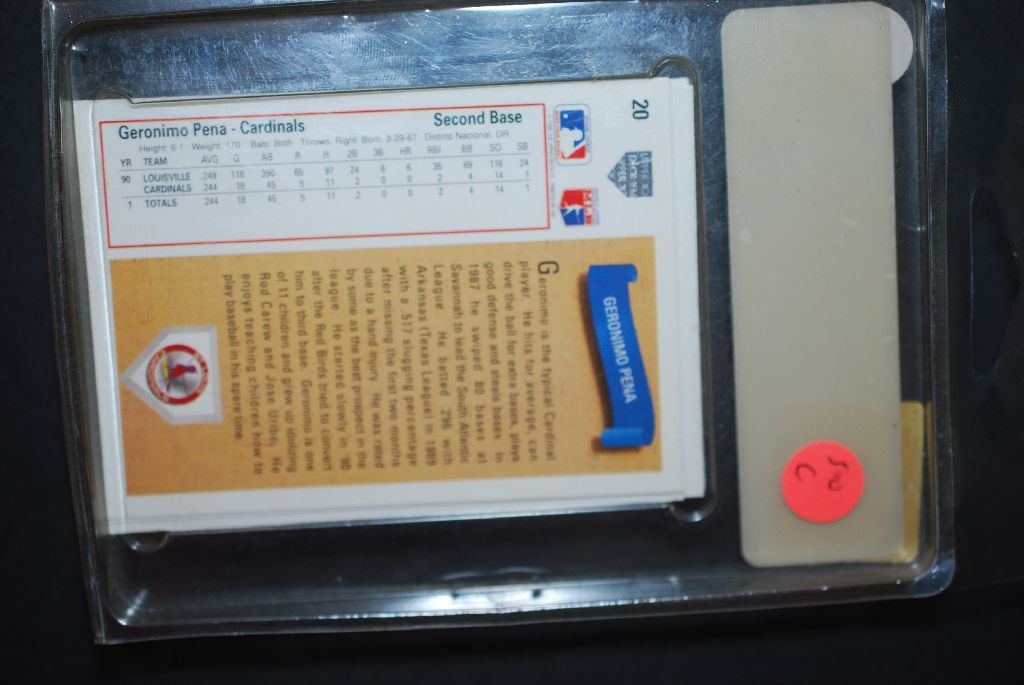 20
Geronimo Pena - Cardinals Second Base
Height: 6-1 Weight: 170 Bats: Both Throws: Right Born: 3-29-67 Distrito Nacional, DR
YR TEAM AVG G AB R H 2B 3B HR RBI BB SO SB
90 LOUISVILLE .249 118 390 65 97 24 6 6 35 69 116 24
CARDINALS .244 18 45 5 11 2 0 0 2 4 14 1
1 TOTALS .244 18 45 5 11 2 0 0 2 4 14 1
GERONIMO PENA
Geronimo is the typical Cardinal
player. He hits for average, can
drive the ball for extra bases, plays
good defense and steals bases. In
1987 he swiped 80 bases at
Savannah to lead the South Atlantic
League. He batted .296 with
Arkansas (Texas League) in 1989
with a .517 slugging percentage
after missing the first two months
due to a hand injury. He was rated
by some as the best prospect in the
league. He started slowly in '90
after the Red Birds tried to convert
him to third base. Geronimo is one
of 11 children and grew up idolizing
Rod Carew and Jose Uribe. He
enjoys teaching children how to
play baseball in his spare time.
C